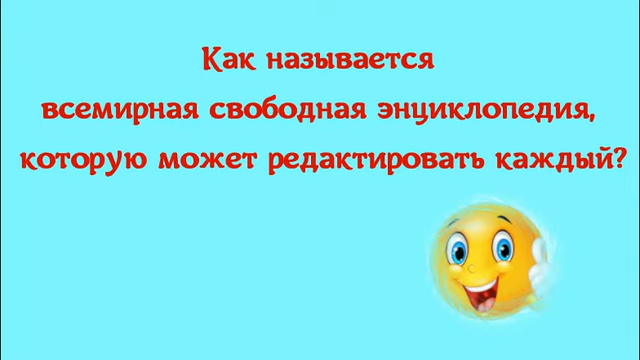 Как называется
всемирная свободная энциклопедия,
которую может редактировать каждый?